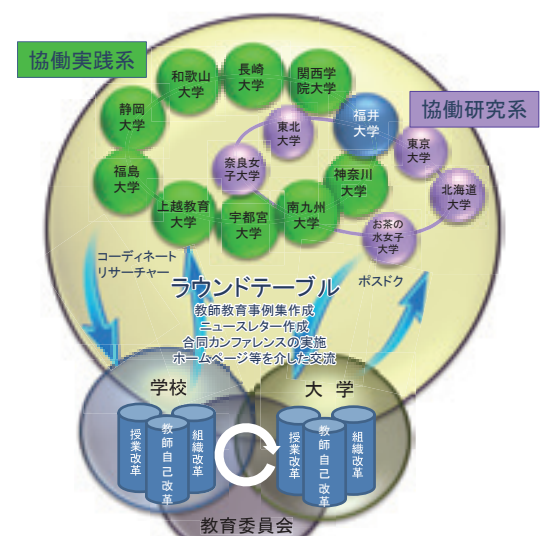 協働実践系
協働研究系
和歌山
大学
長崎
大学
関西学
院大学
静岡
大学
福井
大学
東北
大学
東京
大学
奈良女
子大学
福島
大学
神奈川
大学
北海道
大学
上越教育
大学
宇都宮
大学
南九州
大学
お茶の
水女子
大学
コーディネート
リサーチャー
ポスドク
ラウンドテーブル
教師教育事例集作成
ニュースレター作成
合同カンファレンスの実施
ホームページ等を介した交流
学校
授業改革
教師自己改革
組織改革
大学
授業改革
教師自己改革
組織改革
教育委員会